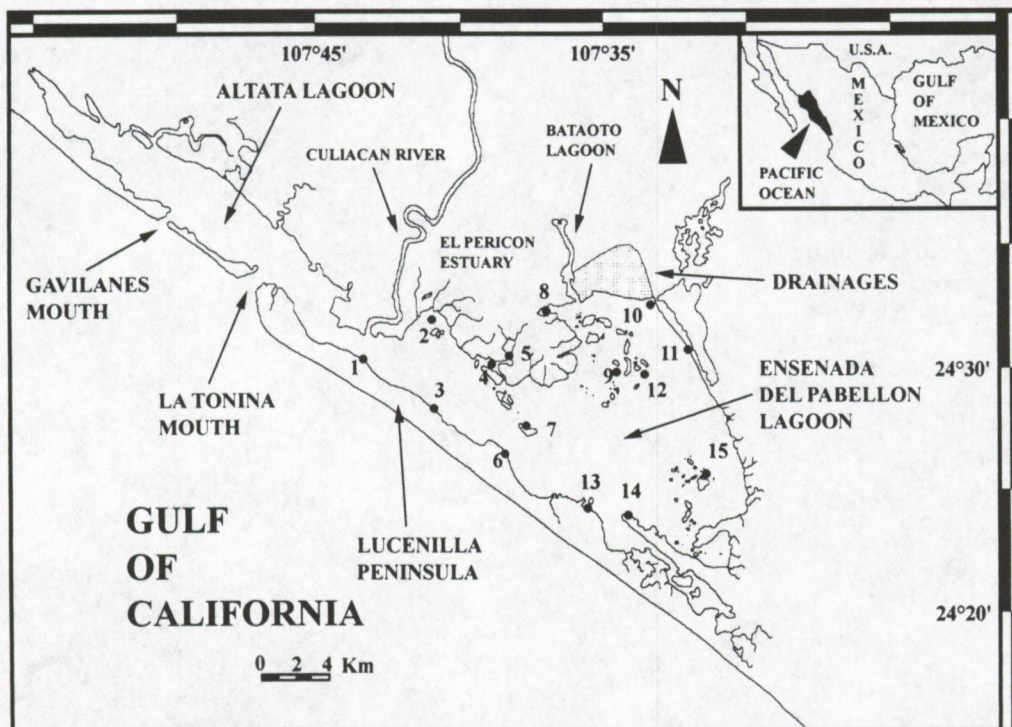 107°45'
107°35'
U.S.A.
MEXICO
GULF
OF
MEXICO
PACIFIC
OCEAN
N
ALTATA LAGOON
CULIACAN RIVER
BATAOTO
LAGOON
EL PERICON
ESTUARY
GAVILANES
MOUTH
DRAINAGES
LA TONINA
MOUTH
ENSENADA
DEL PABELLON
LAGOON
24°30'
1
2
3
4
5
6
7
8
9
10
11
12
13
14
15
LUCENILLA
PENINSULA
GULF
OF
CALIFORNIA
24°20'
0 2 4 Km